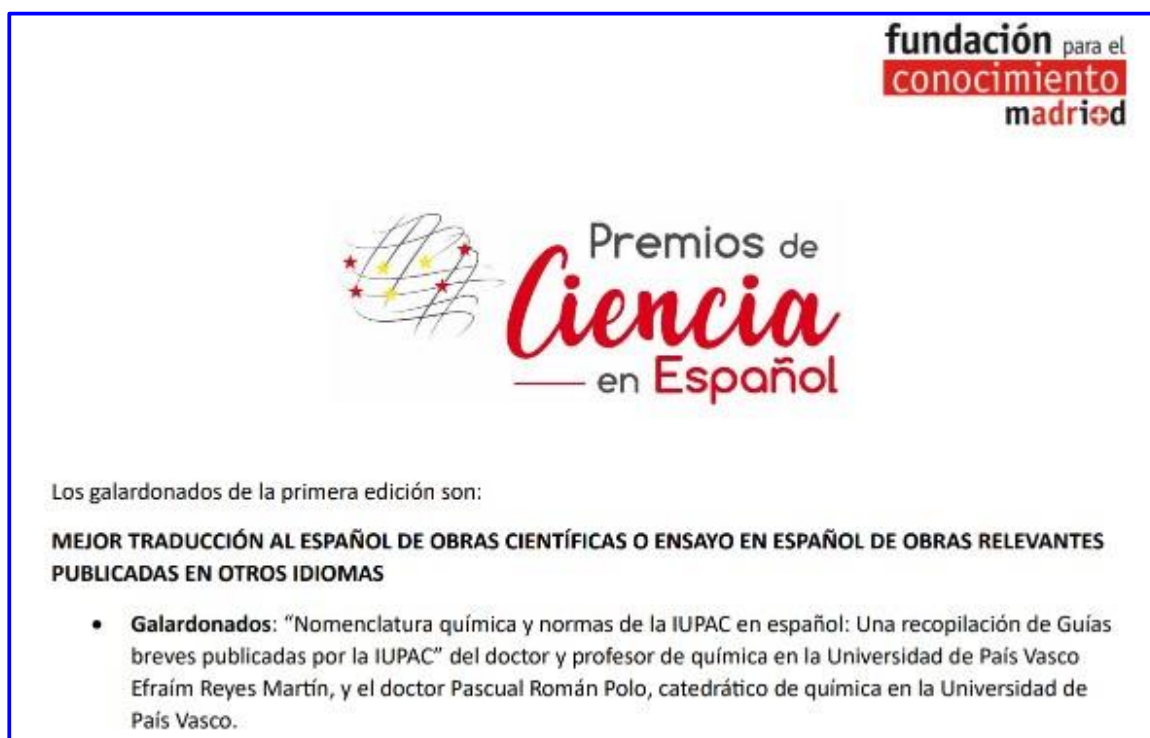 fundación para el
conocimiento
madri+d
Premios de
Ciencia
en Español
Los galardonados de la primera edición son:
MEJOR TRADUCCIÓN AL ESPAÑOL DE OBRAS CIENTÍFICAS O ENSAYO EN ESPAÑOL DE OBRAS RELEVANTES
PUBLICADAS EN OTROS IDIOMAS
• Galardonados: “Nomenclatura química y normas de la IUPAC en español: Una recopilación de Guías
breves publicadas por la IUPAC” del doctor y profesor de química en la Universidad de País Vasco
Efraím Reyes Martín, y el doctor Pascual Román Polo, catedrático de química en la Universidad de
País Vasco.